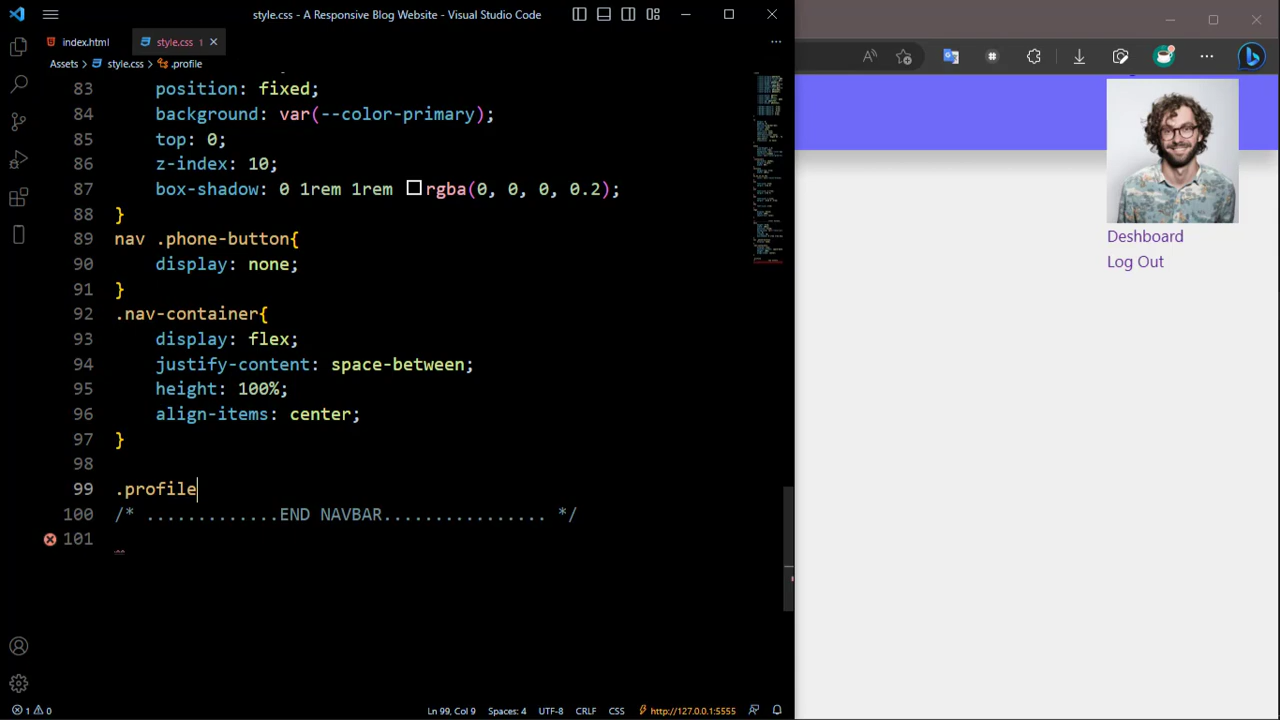 style.css - A Responsive Blog Website - Visual Studio Code
index.html
style.css 1
Assets > style.css > .profile
83 position: fixed;
84 background: var(--color-primary);
85 top: 0;
86 z-index: 10;
87 box-shadow: 0 1rem 1rem rgba(0, 0, 0, 0.2);
88 }
89 nav .phone-button{
90 display: none;
91 }
92 .nav-container{
93 display: flex;
94 justify-content: space-between;
95 height: 100%;
96 align-items: center;
97 }
98
99 .profile
100 /* .............END NAVBAR................ */
101
Deshboard
Log Out
1 0
Ln 99, Col 9
Spaces: 4
UTF-8
CRLF
CSS
http://127.0.0.1:5555